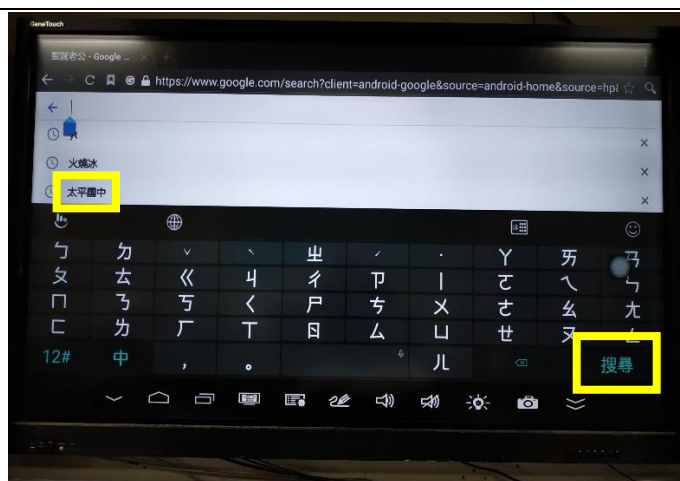 GeneTouch
聖誕老公 - Google ...
https://www.google.com/search?client=android-google&source=android-home&source=hp&
火燒冰
太平國中
ㄅ ㄉ ˇ ˋ ㄓ ˊ ˙ ㄚ ㄞ ㄢ
ㄆ ㄊ ㄍ ㄐ ㄔ ㄗ ㄧ ㄛ ㄟ ㄣ
ㄇ ㄋ ㄎ ㄑ ㄕ ㄘ ㄨ ㄜ ㄠ ㄤ
ㄈ ㄌ ㄏ ㄒ ㄖ ㄙ ㄩ ㄝ ㄡ ㄥ
12# 中 , 。 ㄦ 搜尋